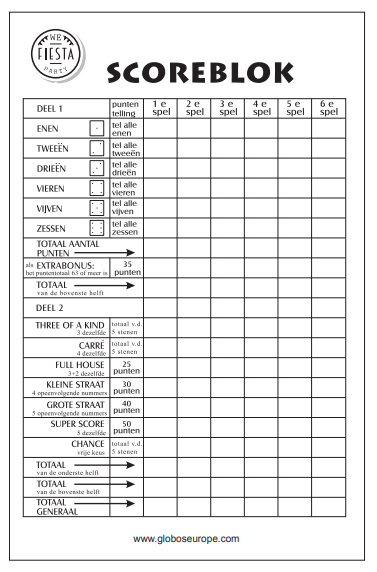 WE
FIESTA
PARTY
SCOREBLOK
DEEL 1 punten telling 1 e spel 2 e spel 3 e spel 4 e spel 5 e spel 6 e spel
ENEN tel alle enen
TWEEËN tel alle tweeën
DRIEËN tel alle drieën
VIEREN tel alle vieren
VIJVEN tel alle vijven
ZESSEN tel alle zessen
TOTAAL AANTAL
PUNTEN
als EXTRABONUS: 35 punten
het puntentotaal 63 of meer is
TOTAAL
van de bovenste helft
DEEL 2
THREE OF A KIND totaal v.d.
3 dezelfde 5 stenen
CARRÉ totaal v.d.
4 dezelfde 5 stenen
FULL HOUSE 25
3+2 dezelfde punten
KLEINE STRAAT 30
4 opeenvolgende nummers punten
GROTE STRAAT 40
5 opeenvolgende nummers punten
SUPER SCORE 50
5 dezelfde punten
CHANCE totaal v.d.
vrije keus 5 stenen
TOTAAL
van de onderste helft
TOTAAL
van de bovenste helft
TOTAAL
GENERAAL
www.globoseurope.com